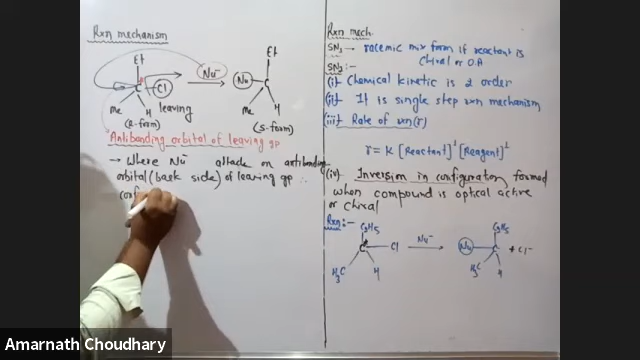 Rxn mechanism
Et
Nu⁻
C
Cl
Me
H
leaving
(R-form)
Et
Nu
C
Me
H
(S-form)
Antibonding orbital of leaving gp
→ Where Nu⁻ attack on antibonding
orbital (back side) of leaving gp ∴
conf
Rxn mech.
SN1 → racemic mix form if reactant is
chiral or O.A
SN2 :-
(i) Chemical kinetic is 2 order
(ii) It is single step rxn mechanism
(iii) Rate of rxn (r)
r = K [Reactant]¹ [Reagent]¹
(iv) Inversion in configuration formed
when compound is optical active
or chiral
Rxn :-
C2H5
C
Cl
H3C
H
Nu⁻
C2H5
Nu
C
+ Cl⁻
H3C
H
Amarnath Choudhary